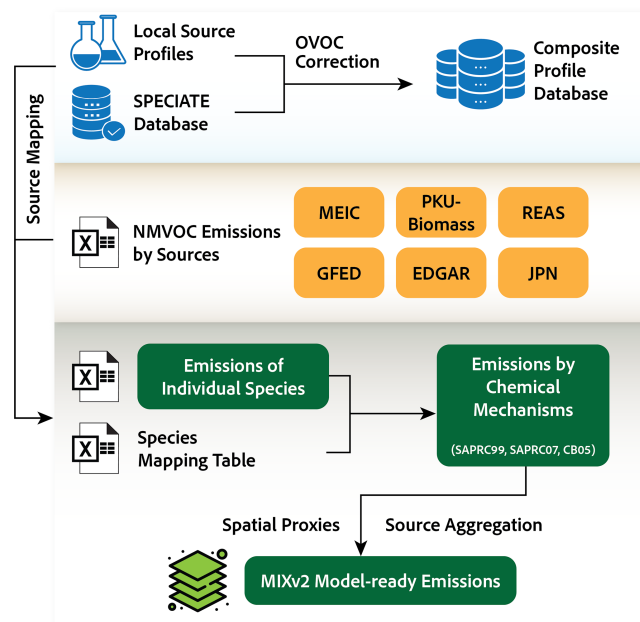 Local Source
Profiles
OVOC
Correction
Composite
Profile
Database
SPECIATE
Database
Source Mapping
NMVOC Emissions
by Sources
MEIC
PKU-
Biomass
REAS
GFED
EDGAR
JPN
X
X
Emissions of
Individual Species
Emissions by
Chemical
Mechanisms
(SAPRC99, SAPRC07, CB05)
X
Species
Mapping Table
Spatial Proxies
Source Aggregation
MIXv2 Model-ready Emissions